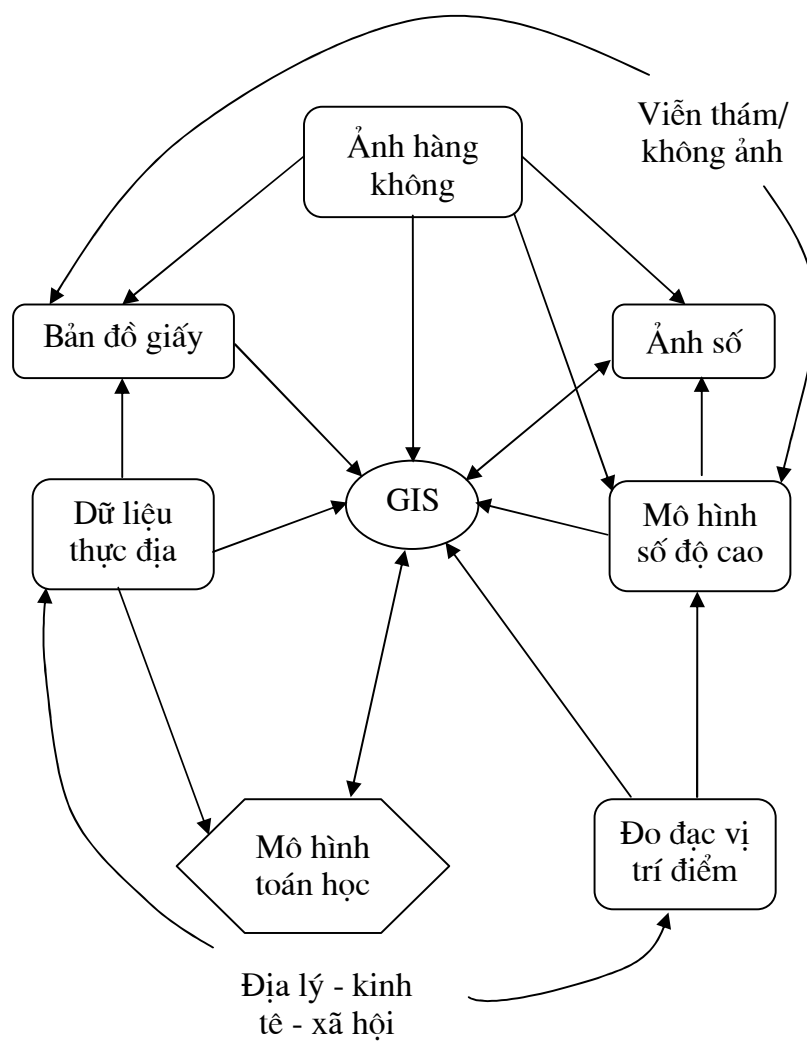 Viễn thám/
không ảnh
Ảnh hàng
không
Bản đồ giấy
Ảnh số
GIS
Dữ liệu
thực địa
Mô hình
số độ cao
Mô hình
toán học
Đo đạc vị
trí điểm
Địa lý - kinh
tê - xã hội